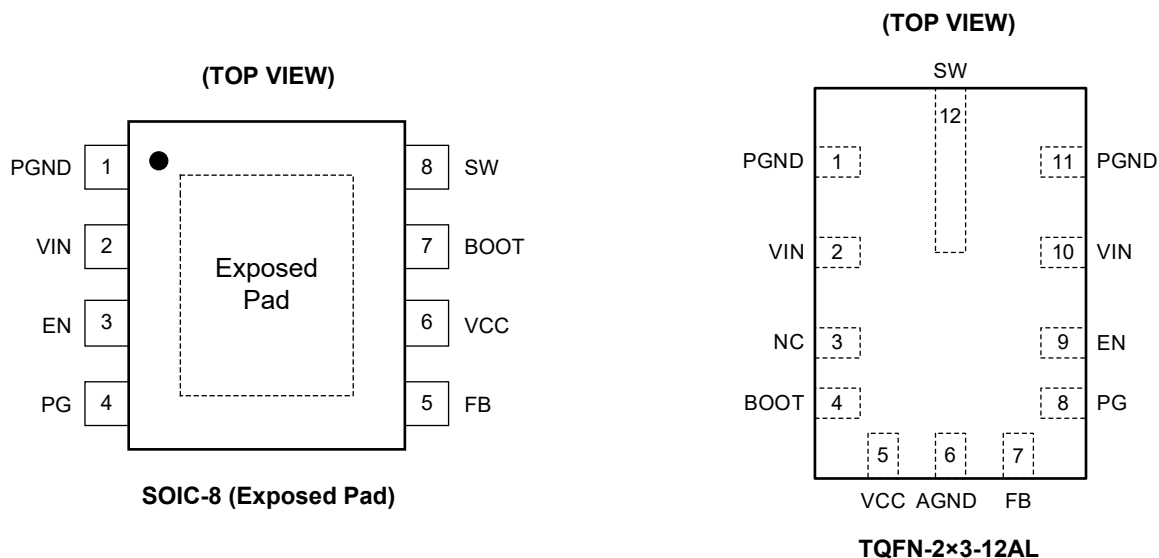 (TOP VIEW)
PGND 1 8 SW
VIN 2 7 BOOT
EN 3 6 VCC
PG 4 5 FB
Exposed
Pad
SOIC-8 (Exposed Pad)
(TOP VIEW)
SW
12
PGND 1 11 PGND
VIN 2 10 VIN
NC 3 9 EN
BOOT 4 8 PG
5 6 7
VCC AGND FB
TQFN-2×3-12AL